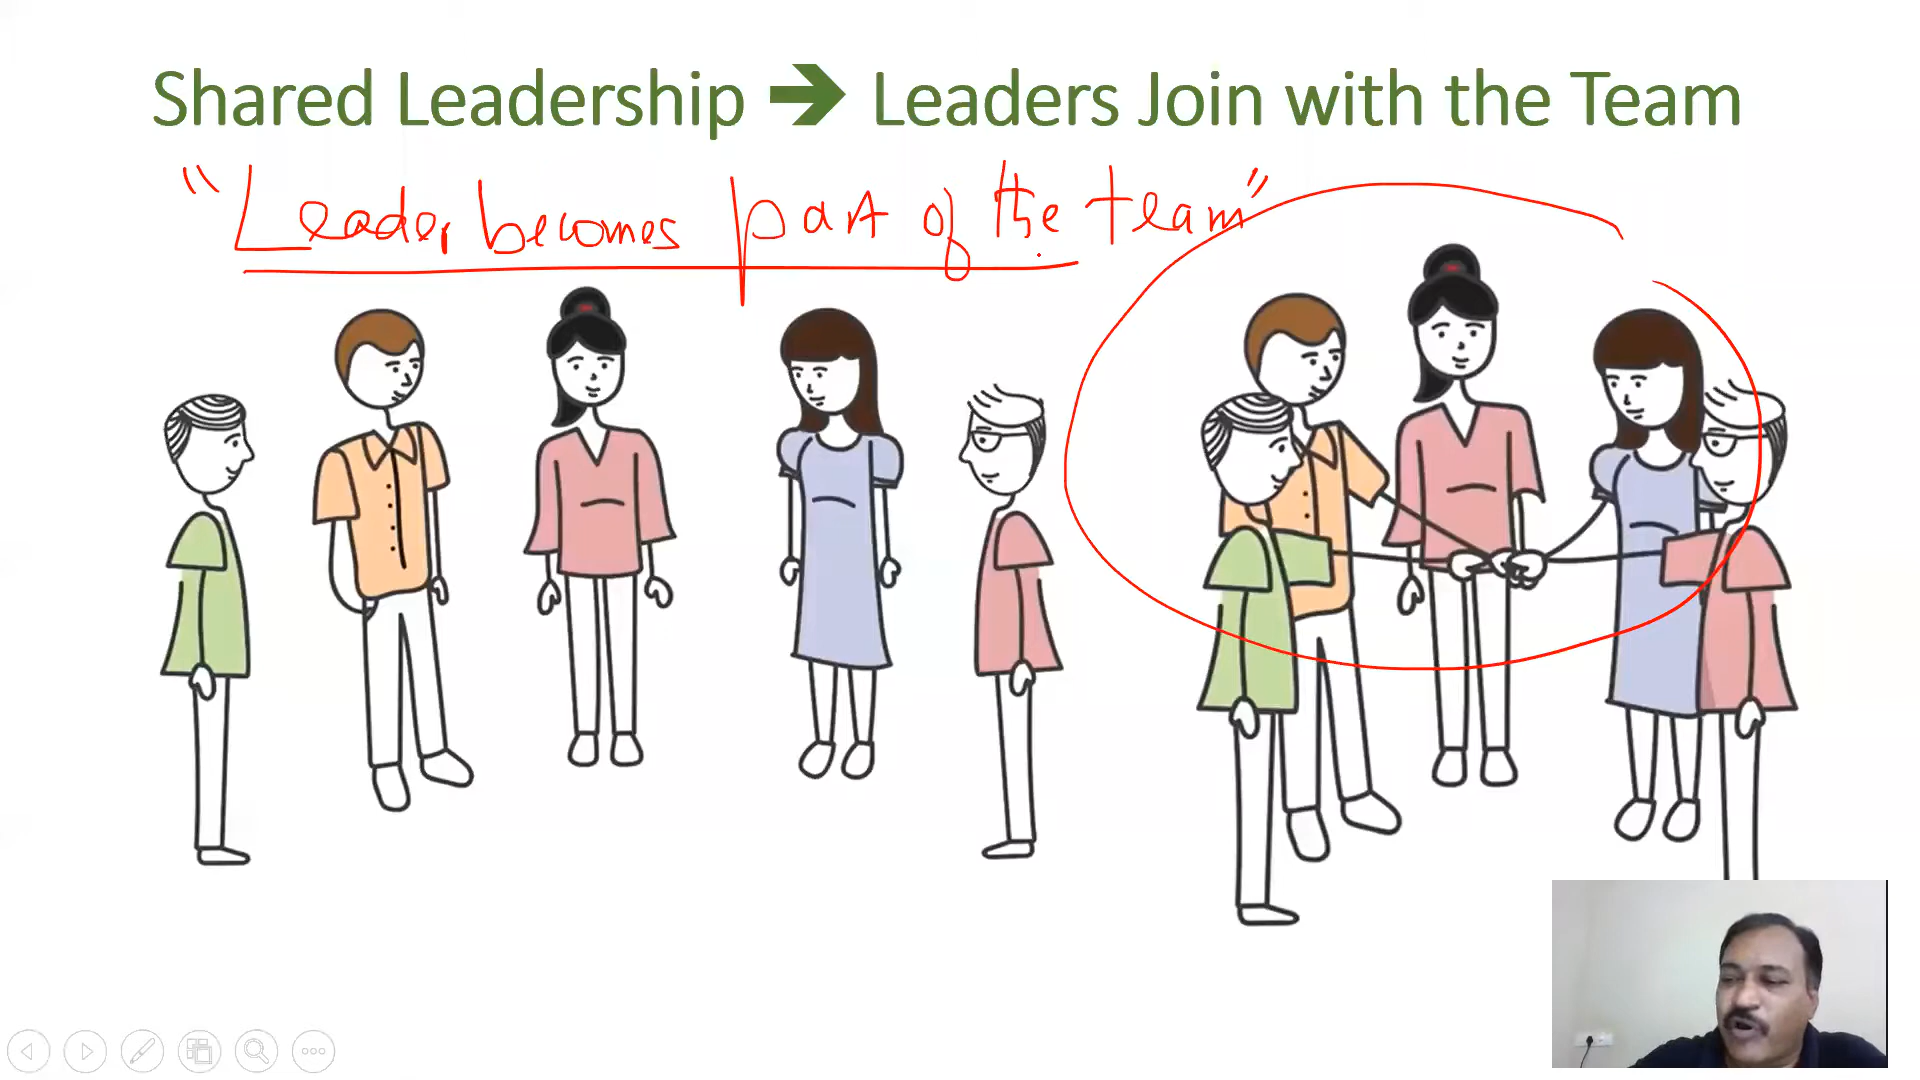 Shared Leadership → Leaders Join with the Team
"Leader becomes part of the team"